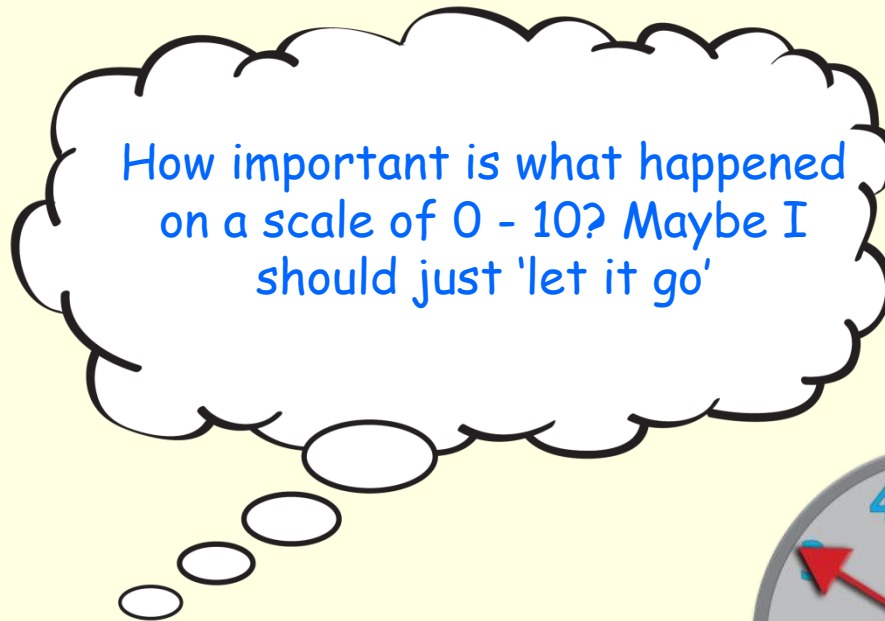 How important is what happened
on a scale of 0 - 10? Maybe I
should just ‘let it go’